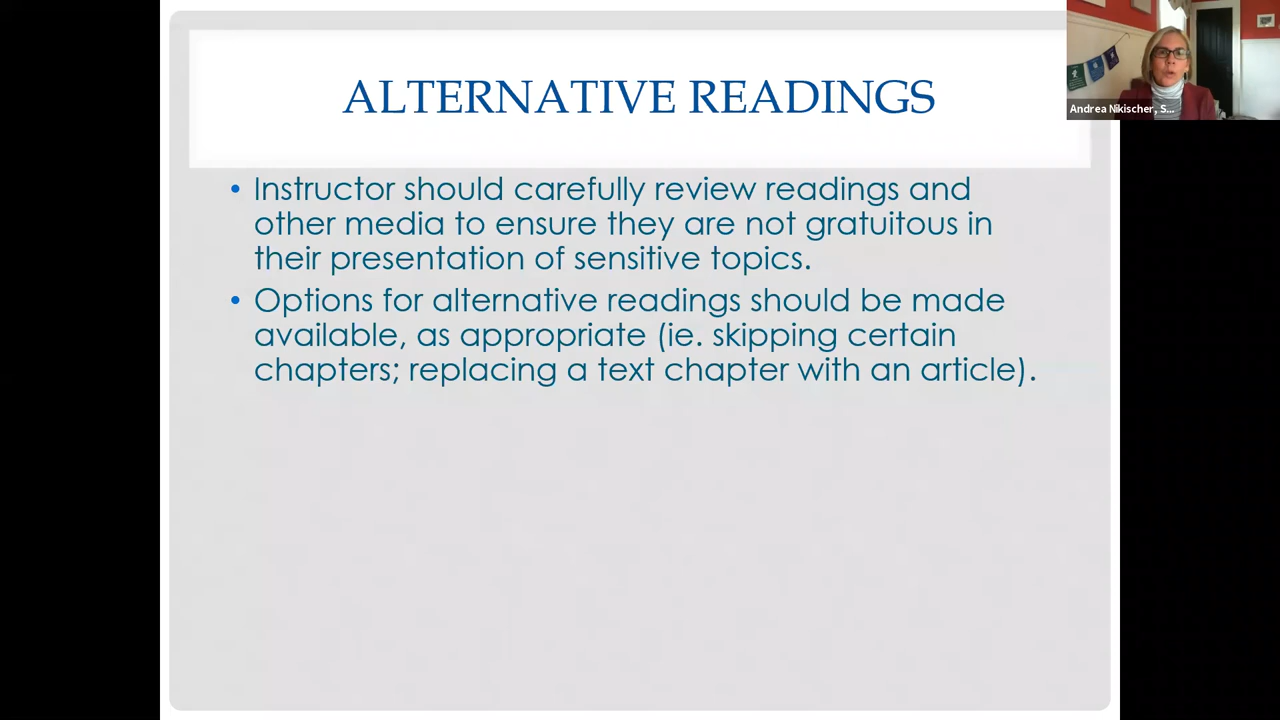 ALTERNATIVE READINGS
• Instructor should carefully review readings and
other media to ensure they are not gratuitous in
their presentation of sensitive topics.
• Options for alternative readings should be made
available, as appropriate (ie. skipping certain
chapters; replacing a text chapter with an article).
Andrea Nikischer, S...